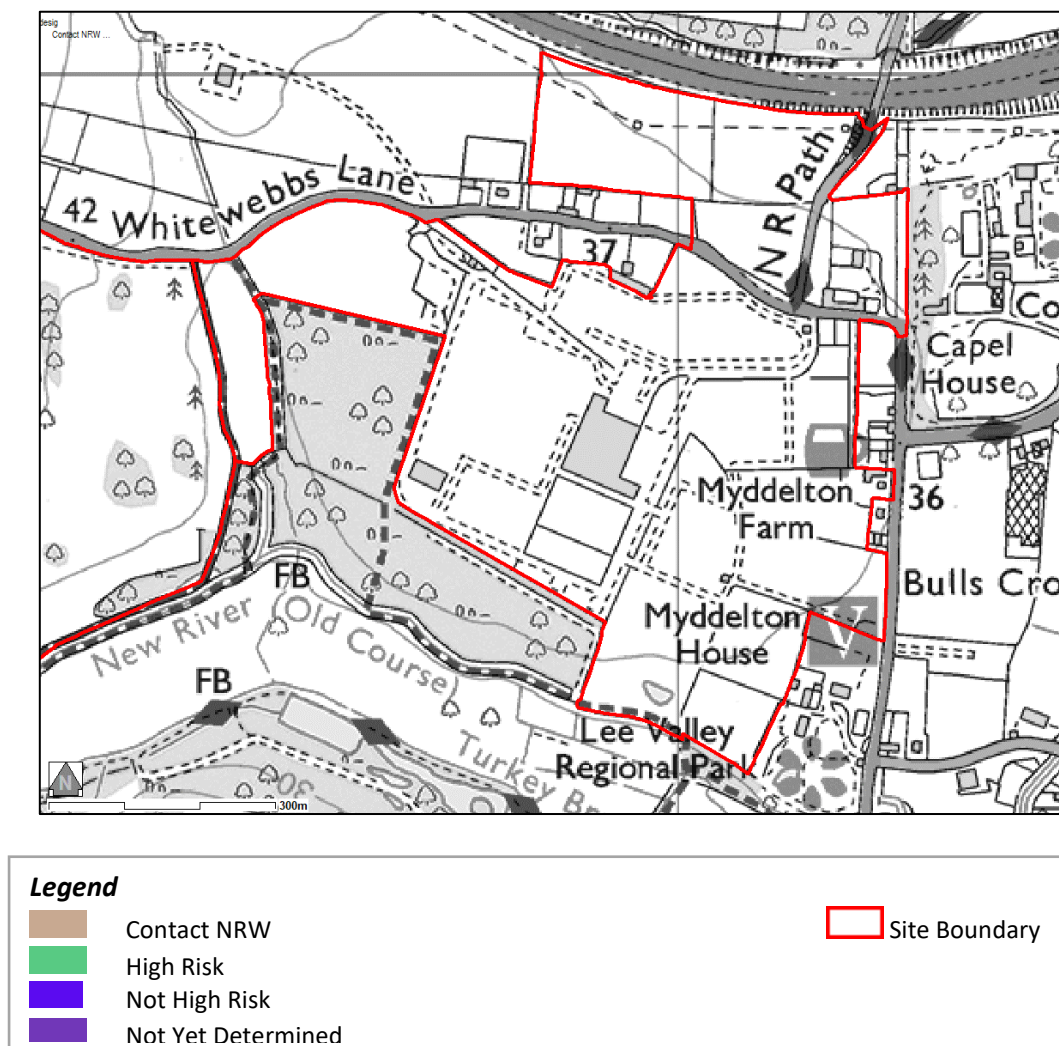 desig
Contact NRW ...
N R Path
42 Whitewebbs Lane
37
Co
Capel
House
Myddelton
Farm
36
FB
New River
(Old Course)
Bulls Cro
Myddelton
House
V
FB
Lee Valley
Regional Park
Turkey Br
30
N
300m
Legend
Contact NRW
High Risk
Not High Risk
Not Yet Determined
Site Boundary